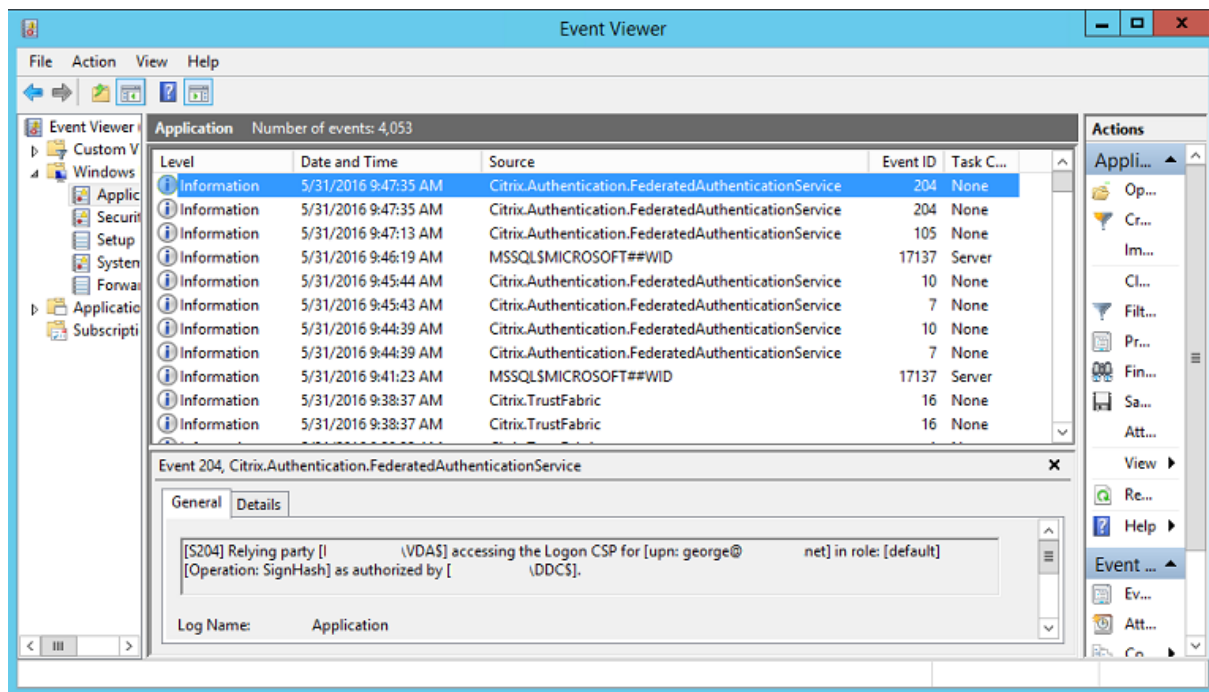 Event Viewer
File Action View Help
Event Viewer
Custom V
Windows
Applic
Securit
Setup
System
Forwar
Applicatio
Subscripti
Application Number of events: 4,053
Level Date and Time Source Event ID Task C...
Information 5/31/2016 9:47:35 AM Citrix.Authentication.FederatedAuthenticationService 204 None
Information 5/31/2016 9:47:35 AM Citrix.Authentication.FederatedAuthenticationService 204 None
Information 5/31/2016 9:47:13 AM Citrix.Authentication.FederatedAuthenticationService 105 None
Information 5/31/2016 9:46:19 AM MSSQL$MICROSOFT##WID 17137 Server
Information 5/31/2016 9:45:44 AM Citrix.Authentication.FederatedAuthenticationService 10 None
Information 5/31/2016 9:45:43 AM Citrix.Authentication.FederatedAuthenticationService 7 None
Information 5/31/2016 9:44:39 AM Citrix.Authentication.FederatedAuthenticationService 10 None
Information 5/31/2016 9:44:39 AM Citrix.Authentication.FederatedAuthenticationService 7 None
Information 5/31/2016 9:41:23 AM MSSQL$MICROSOFT##WID 17137 Server
Information 5/31/2016 9:38:37 AM Citrix.TrustFabric 16 None
Information 5/31/2016 9:38:37 AM Citrix.TrustFabric 16 None
Event 204, Citrix.Authentication.FederatedAuthenticationService
General Details
[S204] Relying party [I \VDA$] accessing the Logon CSP for [upn: george@ net] in role: [default]
[Operation: SignHash] as authorized by [ \DDC$].
Log Name: Application
Actions
Appli...
Op...
Cr...
Im...
Cl...
Filt...
Pr...
Fin...
Sa...
Att...
View
Re...
Help
Event ...
Ev...
Att...
Co...